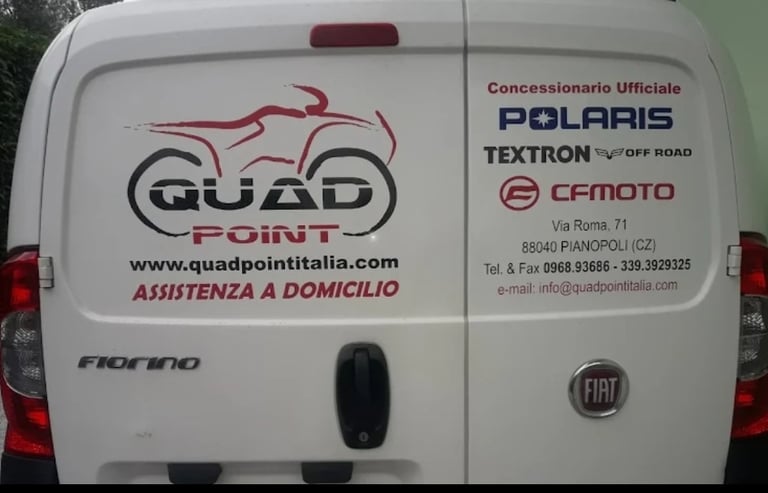 QUAD
POINT
www.quadpointitalia.com
ASSISTENZA A DOMICILIO
Concessionario Ufficiale
POLARIS
TEXTRON OFF ROAD
CFMOTO
Via Roma, 71
88040 PIANOPOLI (CZ)
Tel. & Fax 0968.93686 - 339.3929325
e-mail: info@quadpointitalia.com
FIORINO
FIAT